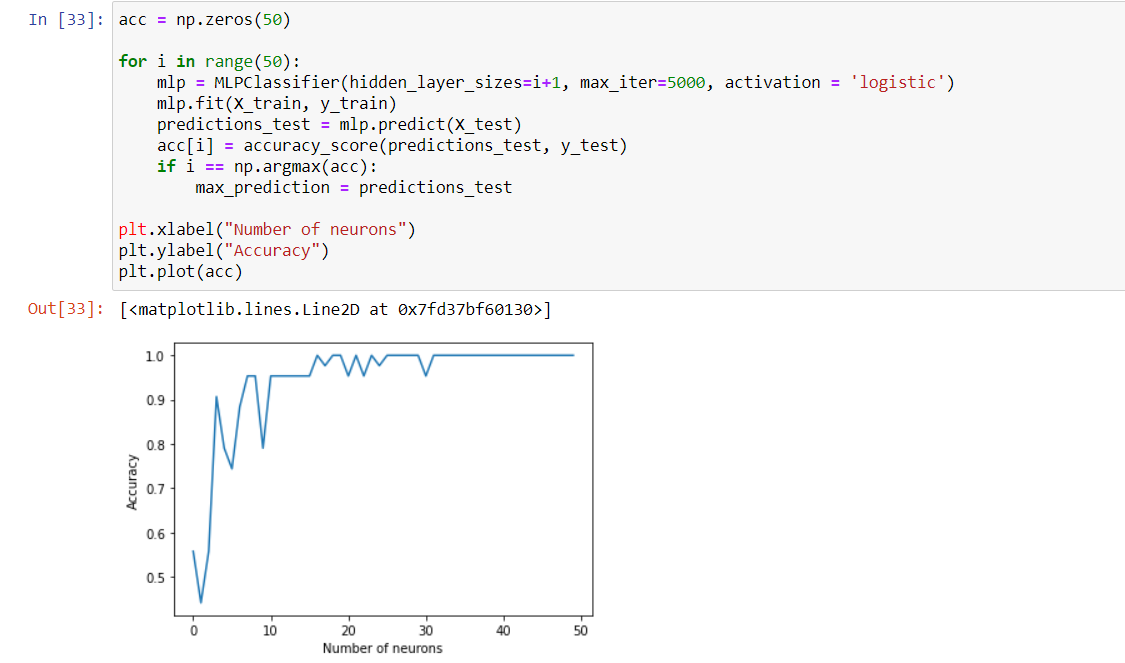 In [33]: acc = np.zeros(50)
for i in range(50):
    mlp = MLPClassifier(hidden_layer_sizes=i+1, max_iter=5000, activation = 'logistic')
    mlp.fit(X_train, y_train)
    predictions_test = mlp.predict(X_test)
    acc[i] = accuracy_score(predictions_test, y_test)
    if i == np.argmax(acc):
        max_prediction = predictions_test
plt.xlabel("Number of neurons")
plt.ylabel("Accuracy")
plt.plot(acc)
Out[33]: [<matplotlib.lines.Line2D at 0x7fd37bf60130>]
1.0
0.9
0.8
0.7
0.6
0.5
Accuracy
0 10 20 30 40 50
Number of neurons